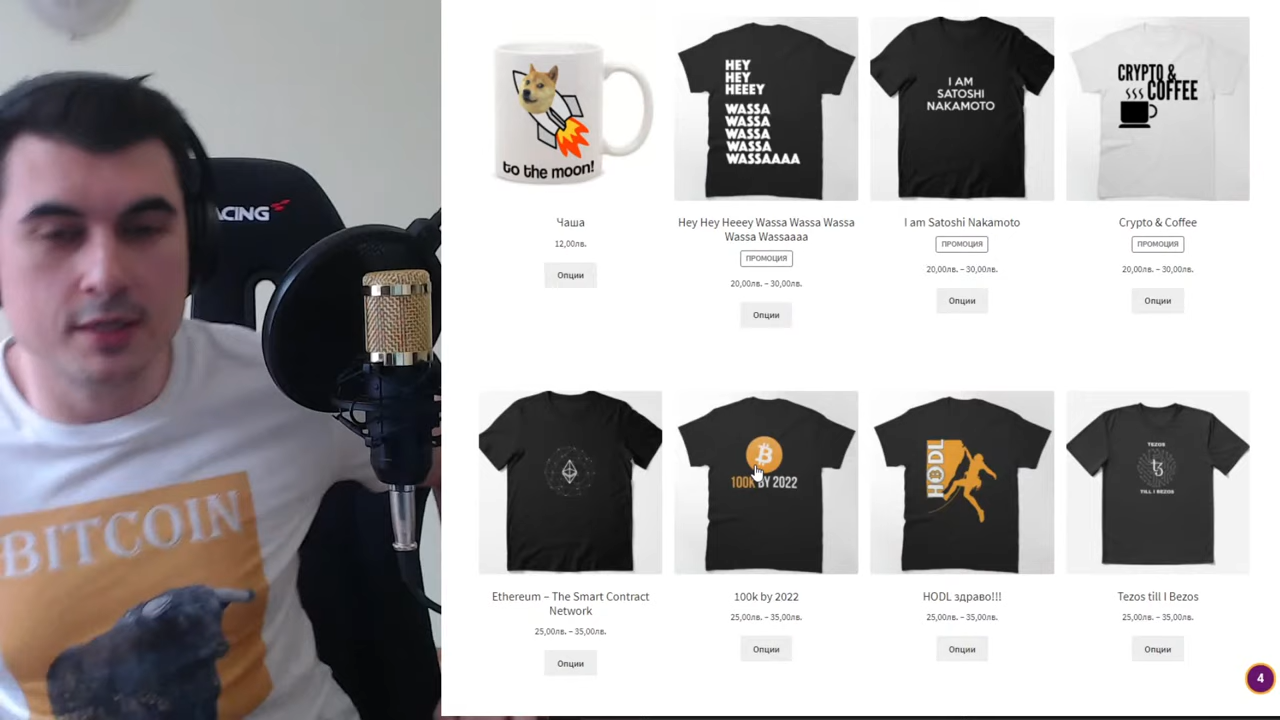 ACING
BITCOIN
to the moon!
HEY
HEY
HEEEY
WASSA
WASSA
WASSA
WASSA
WASSAAAA
I AM
SATOSHI
NAKAMOTO
CRYPTO &
COFFEE
Чаша
12,00лв.
Опции
Hey Hey Heeey Wassa Wassa Wassa
Wassa Wassaaaa
ПРОМОЦИЯ
20,00лв. – 30,00лв.
Опции
I am Satoshi Nakamoto
ПРОМОЦИЯ
20,00лв. – 30,00лв.
Опции
Crypto & Coffee
ПРОМОЦИЯ
20,00лв. – 30,00лв.
Опции
100K BY 2022
HODL
TEZOS
TILL I BEZOS
Ethereum – The Smart Contract
Network
25,00лв. – 35,00лв.
Опции
100k by 2022
25,00лв. – 35,00лв.
Опции
HODL здраво!!!
25,00лв. – 35,00лв.
Опции
Tezos till I Bezos
25,00лв. – 35,00лв.
Опции
4